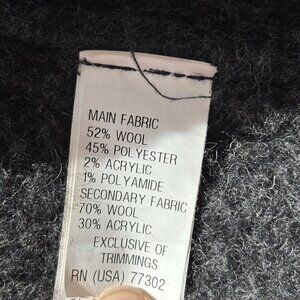 MAIN FABRIC
52% WOOL
45% POLYESTER
2% ACRYLIC
1% POLYAMIDE
SECONDARY FABRIC
70% WOOL
30% ACRYLIC
EXCLUSIVE OF
TRIMMINGS
RN (USA) 77302